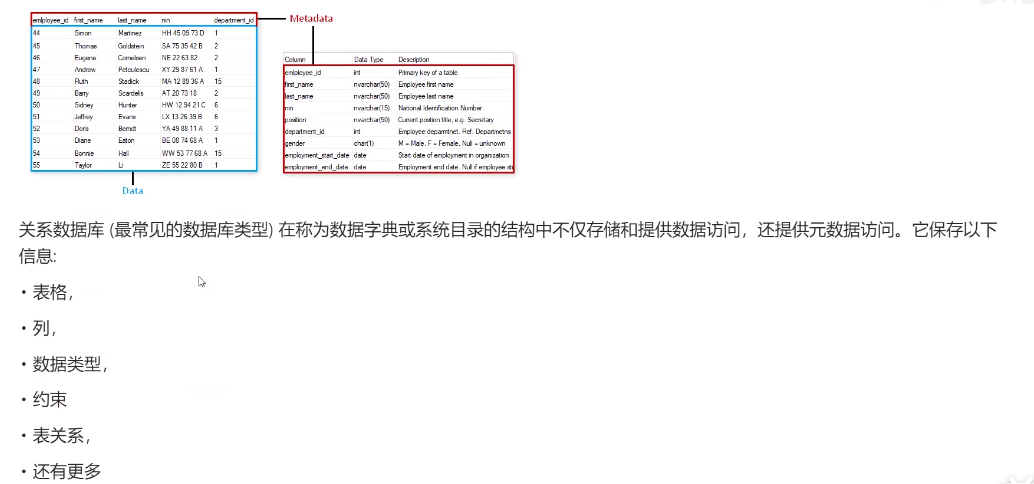 emlployee_id first_name last_name nin department_id
Metadata
44 Simon Martinez HH 45 09 73 D 1
45 Thomas Goldstein SA 75 35 42 B 2
46 Eugene Cornelsen NE 22 63 82 2
47 Andrew Petculescu XY 29 87 61 A 1
48 Ruth Stadick MA 12 89 36 A 15
49 Barry Scardelis AT 20 73 18 2
50 Sidney Hunter HW 12 94 21 C 6
51 Jeffrey Evans LX 13 26 39 B 6
52 Doris Berndt YA 49 88 11 A 3
53 Diane Eaton BE 08 74 68 A 1
54 Bonnie Hall WW 53 77 68 A 15
55 Taylor Li ZE 55 22 80 B 1
Data
Column Data Type Description
emlployee_id int Primary key of a table
first_name nvarchar(50) Employee first name
last_name nvarchar(50) Employee last name
nin nvarchar(15) National Identification Number
position nvarchar(50) Current postion title, e.g. Secretary
department_id int Employee deparmtnet. Ref: Departmetns
gender char(1) M = Male, F = Female, Null = unknown
employment_start_date date Start date of employment in organization.
employment_end_date date Employment end date. Null if employee
关系数据库 (最常见的数据库类型) 在称为数据字典或系统目录的结构中不仅存储和提供数据访问，还提供元数据访问。它保存以下
信息:
• 表格，
• 列，
• 数据类型，
• 约束
• 表关系，
• 还有更多